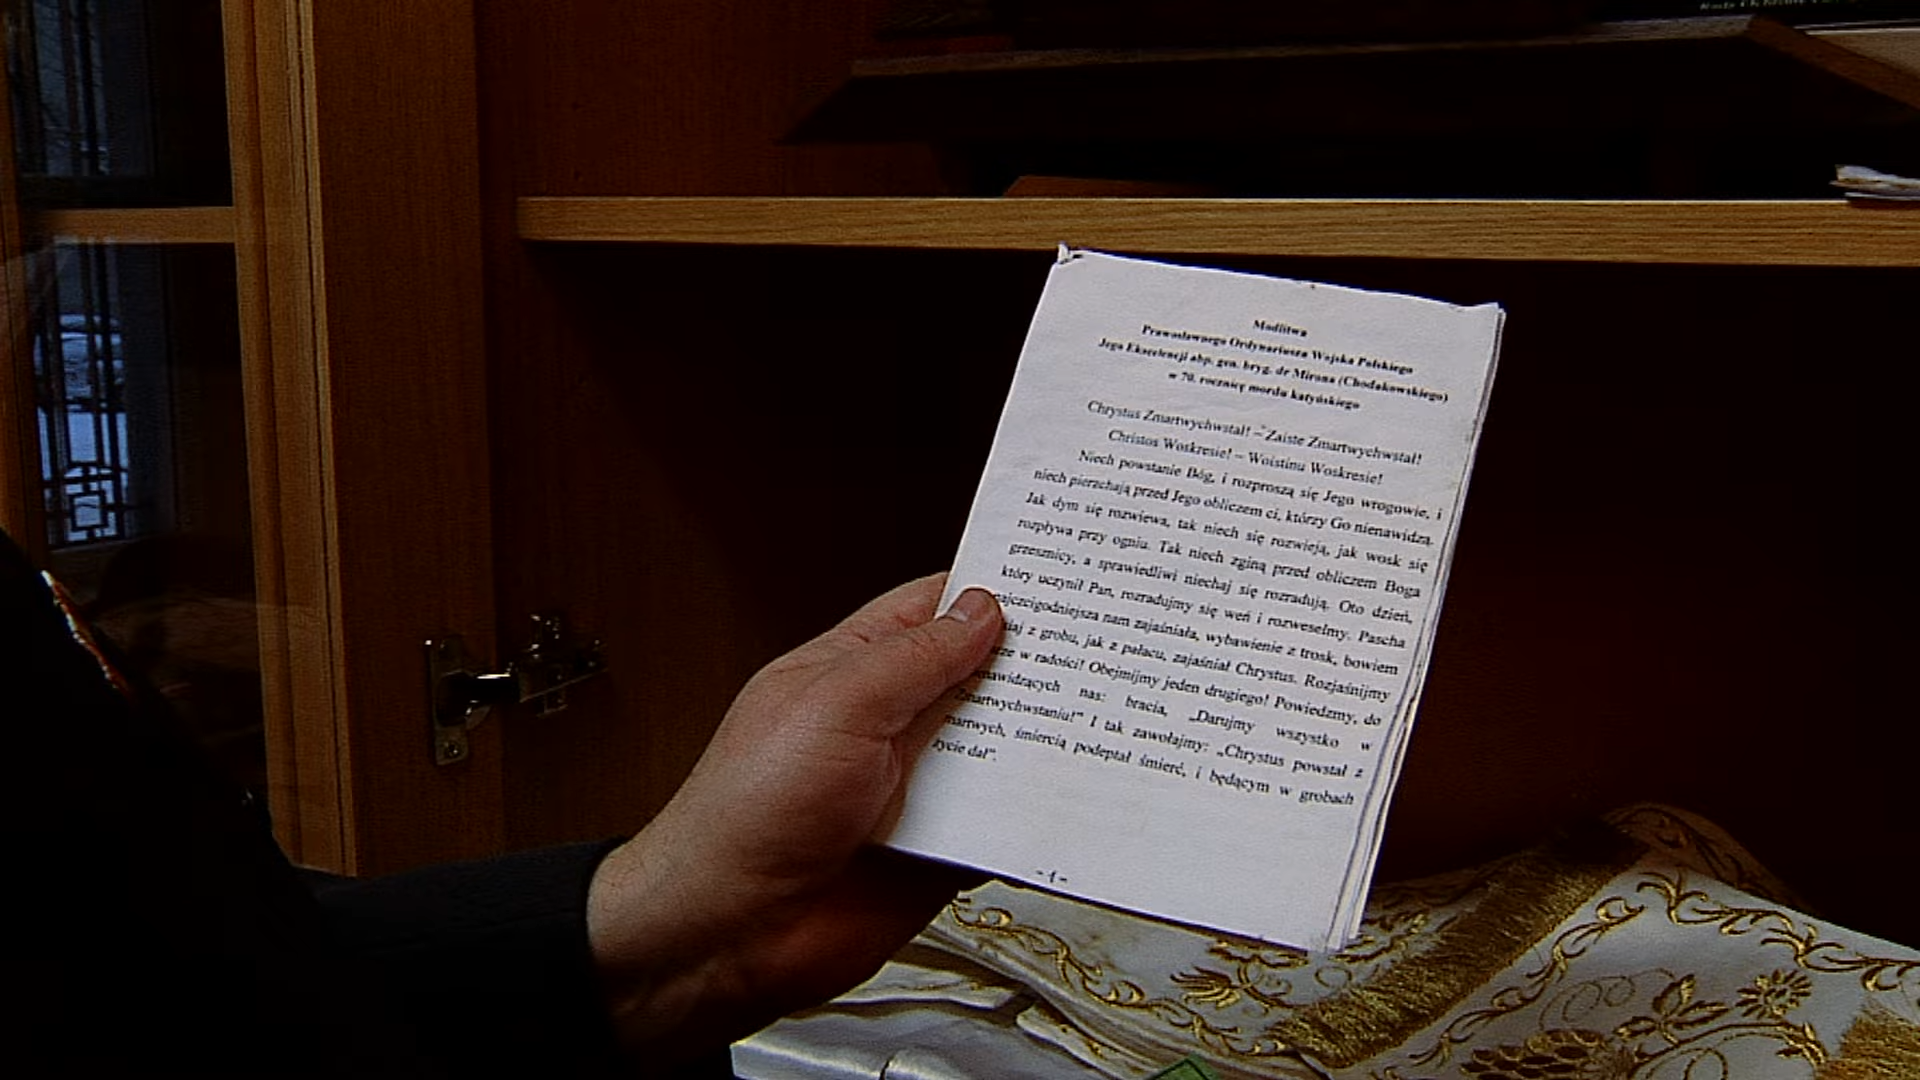 Modlitwa
Prawosławnego Ordynariusza Wojska Polskiego
Jego Ekscelencji abp. gen. bryg. dr Mirona (Chodakowskiego)
w 70. rocznicę mordu katyńskiego
Chrystus Zmartwychwstał! – Zaiste Zmartwychwstał!
Christos Woskresie! – Woistinu Woskresie!
Niech powstanie Bóg, i rozproszą się Jego wrogowie, i
niech pierzchają przed Jego obliczem ci, którzy Go nienawidzą.
Jak dym się rozwiewa, tak niech się rozwieją, jak wosk się
rozpływa przy ogniu. Tak niech zginą przed obliczem Boga
grzesznicy, a sprawiedliwi niechaj się rozradują. Oto dzień,
który uczynił Pan, rozradujmy się weń i rozweselmy. Pascha
najczcigodniejsza nam zajaśniała, wybawienie z trosk, bowiem
z grobu, jak z pałacu, zajaśniał Chrystus. Rozjaśnijmy
w radości! Obejmijmy jeden drugiego! Powiedzmy, do
nas: bracia, „Darujmy wszystko w
Zmartwychwstaniu!” I tak zawołajmy: „Chrystus powstał z
martwych, śmiercią podeptał śmierć, i będącym w grobach
życie dał”.
- 1 -